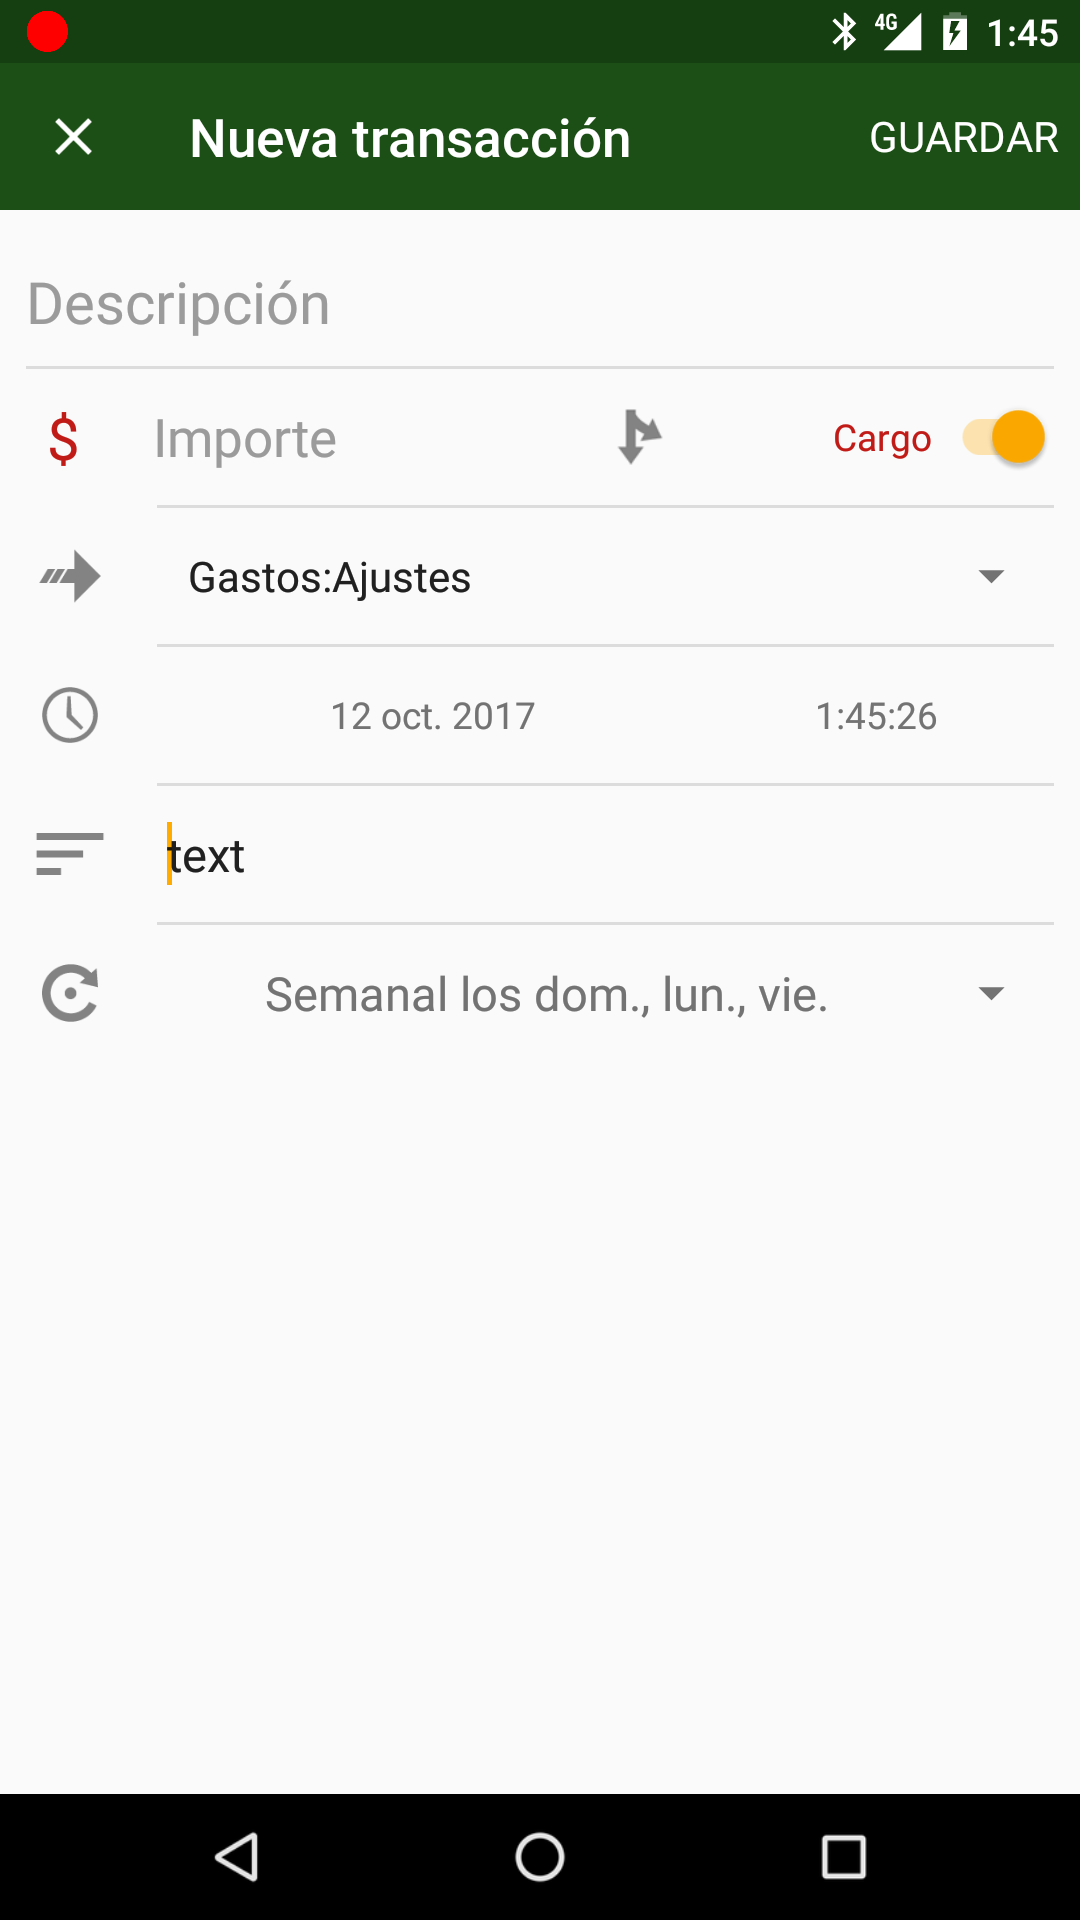 4G 1:45
Nueva transacción GUARDAR
Descripción
$ Importe Cargo
Gastos:Ajustes
12 oct. 2017 1:45:26
text
Semanal los dom., lun., vie.